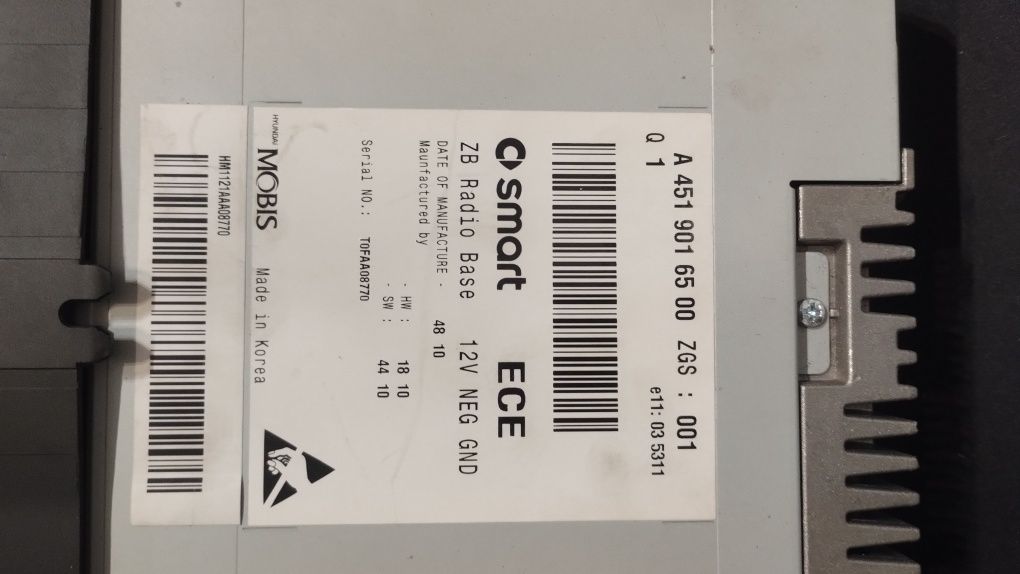 A 451 901 65 00 ZGS : 001
Q 1 e11: 03 5311
smart ECE
ZB Radio Base 12V NEG GND
DATE OF MANUFACTURE - 48 10
Maunfactured by
- HW : 18 10
- SW : 44 10
Serial NO.: T0FAA08770
HYUNDAI MOBIS Made in Korea
HM1121AAA08770